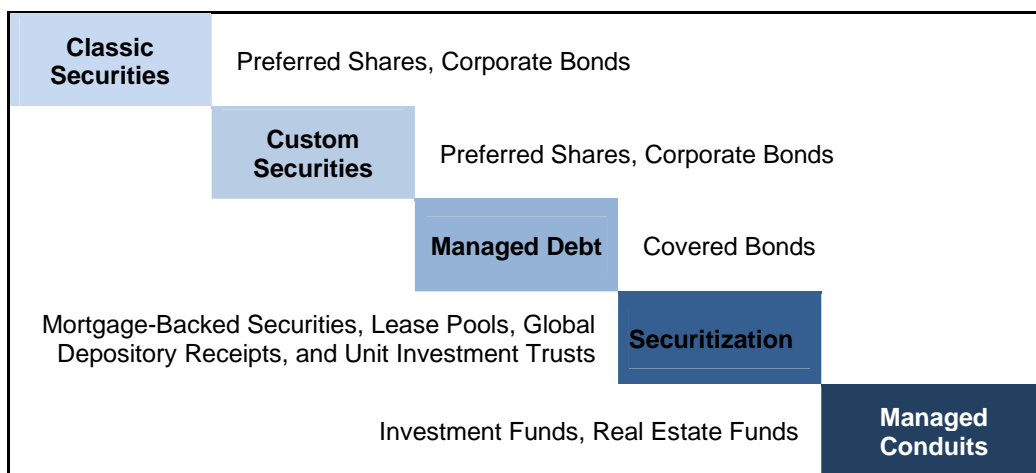 Classic
Securities
Preferred Shares, Corporate Bonds
Custom
Securities
Preferred Shares, Corporate Bonds
Managed Debt
Covered Bonds
Mortgage-Backed Securities, Lease Pools, Global
Depository Receipts, and Unit Investment Trusts
Securitization
Investment Funds, Real Estate Funds
Managed
Conduits